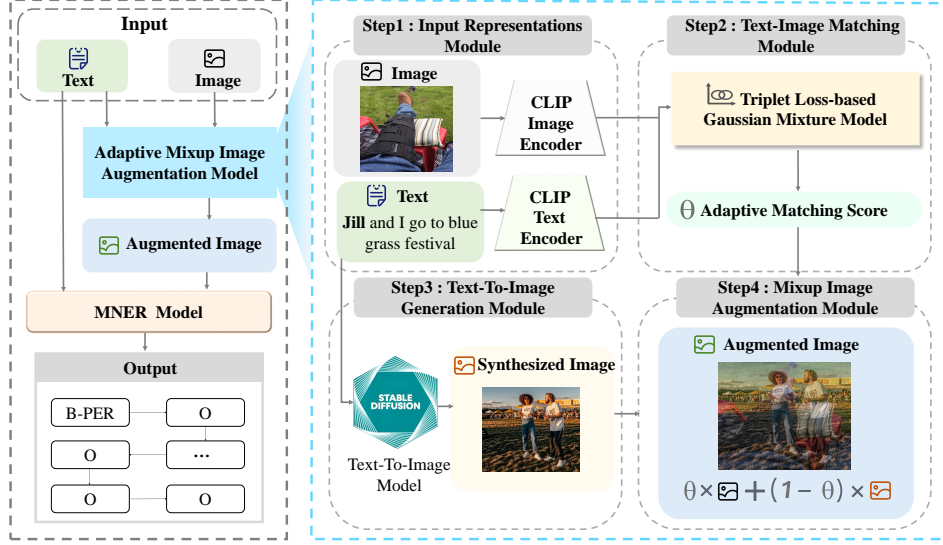 Input
Text
Image
Adaptive Mixup Image
Augmentation Model
Augmented Image
MNER Model
Output
B-PER
O
O
...
O
O
Step1 : Input Representations
Module
Image
CLIP
Image
Encoder
Text
Jill and I go to blue
grass festival
CLIP
Text
Encoder
Step2 : Text-Image Matching
Module
Triplet Loss-based
Gaussian Mixture Model
θ Adaptive Matching Score
Step3 : Text-To-Image
Generation Module
STABLE
DIFFUSION
Text-To-Image
Model
Synthesized Image
Step4 : Mixup Image
Augmentation Module
Augmented Image
θ × + (1 − θ) ×